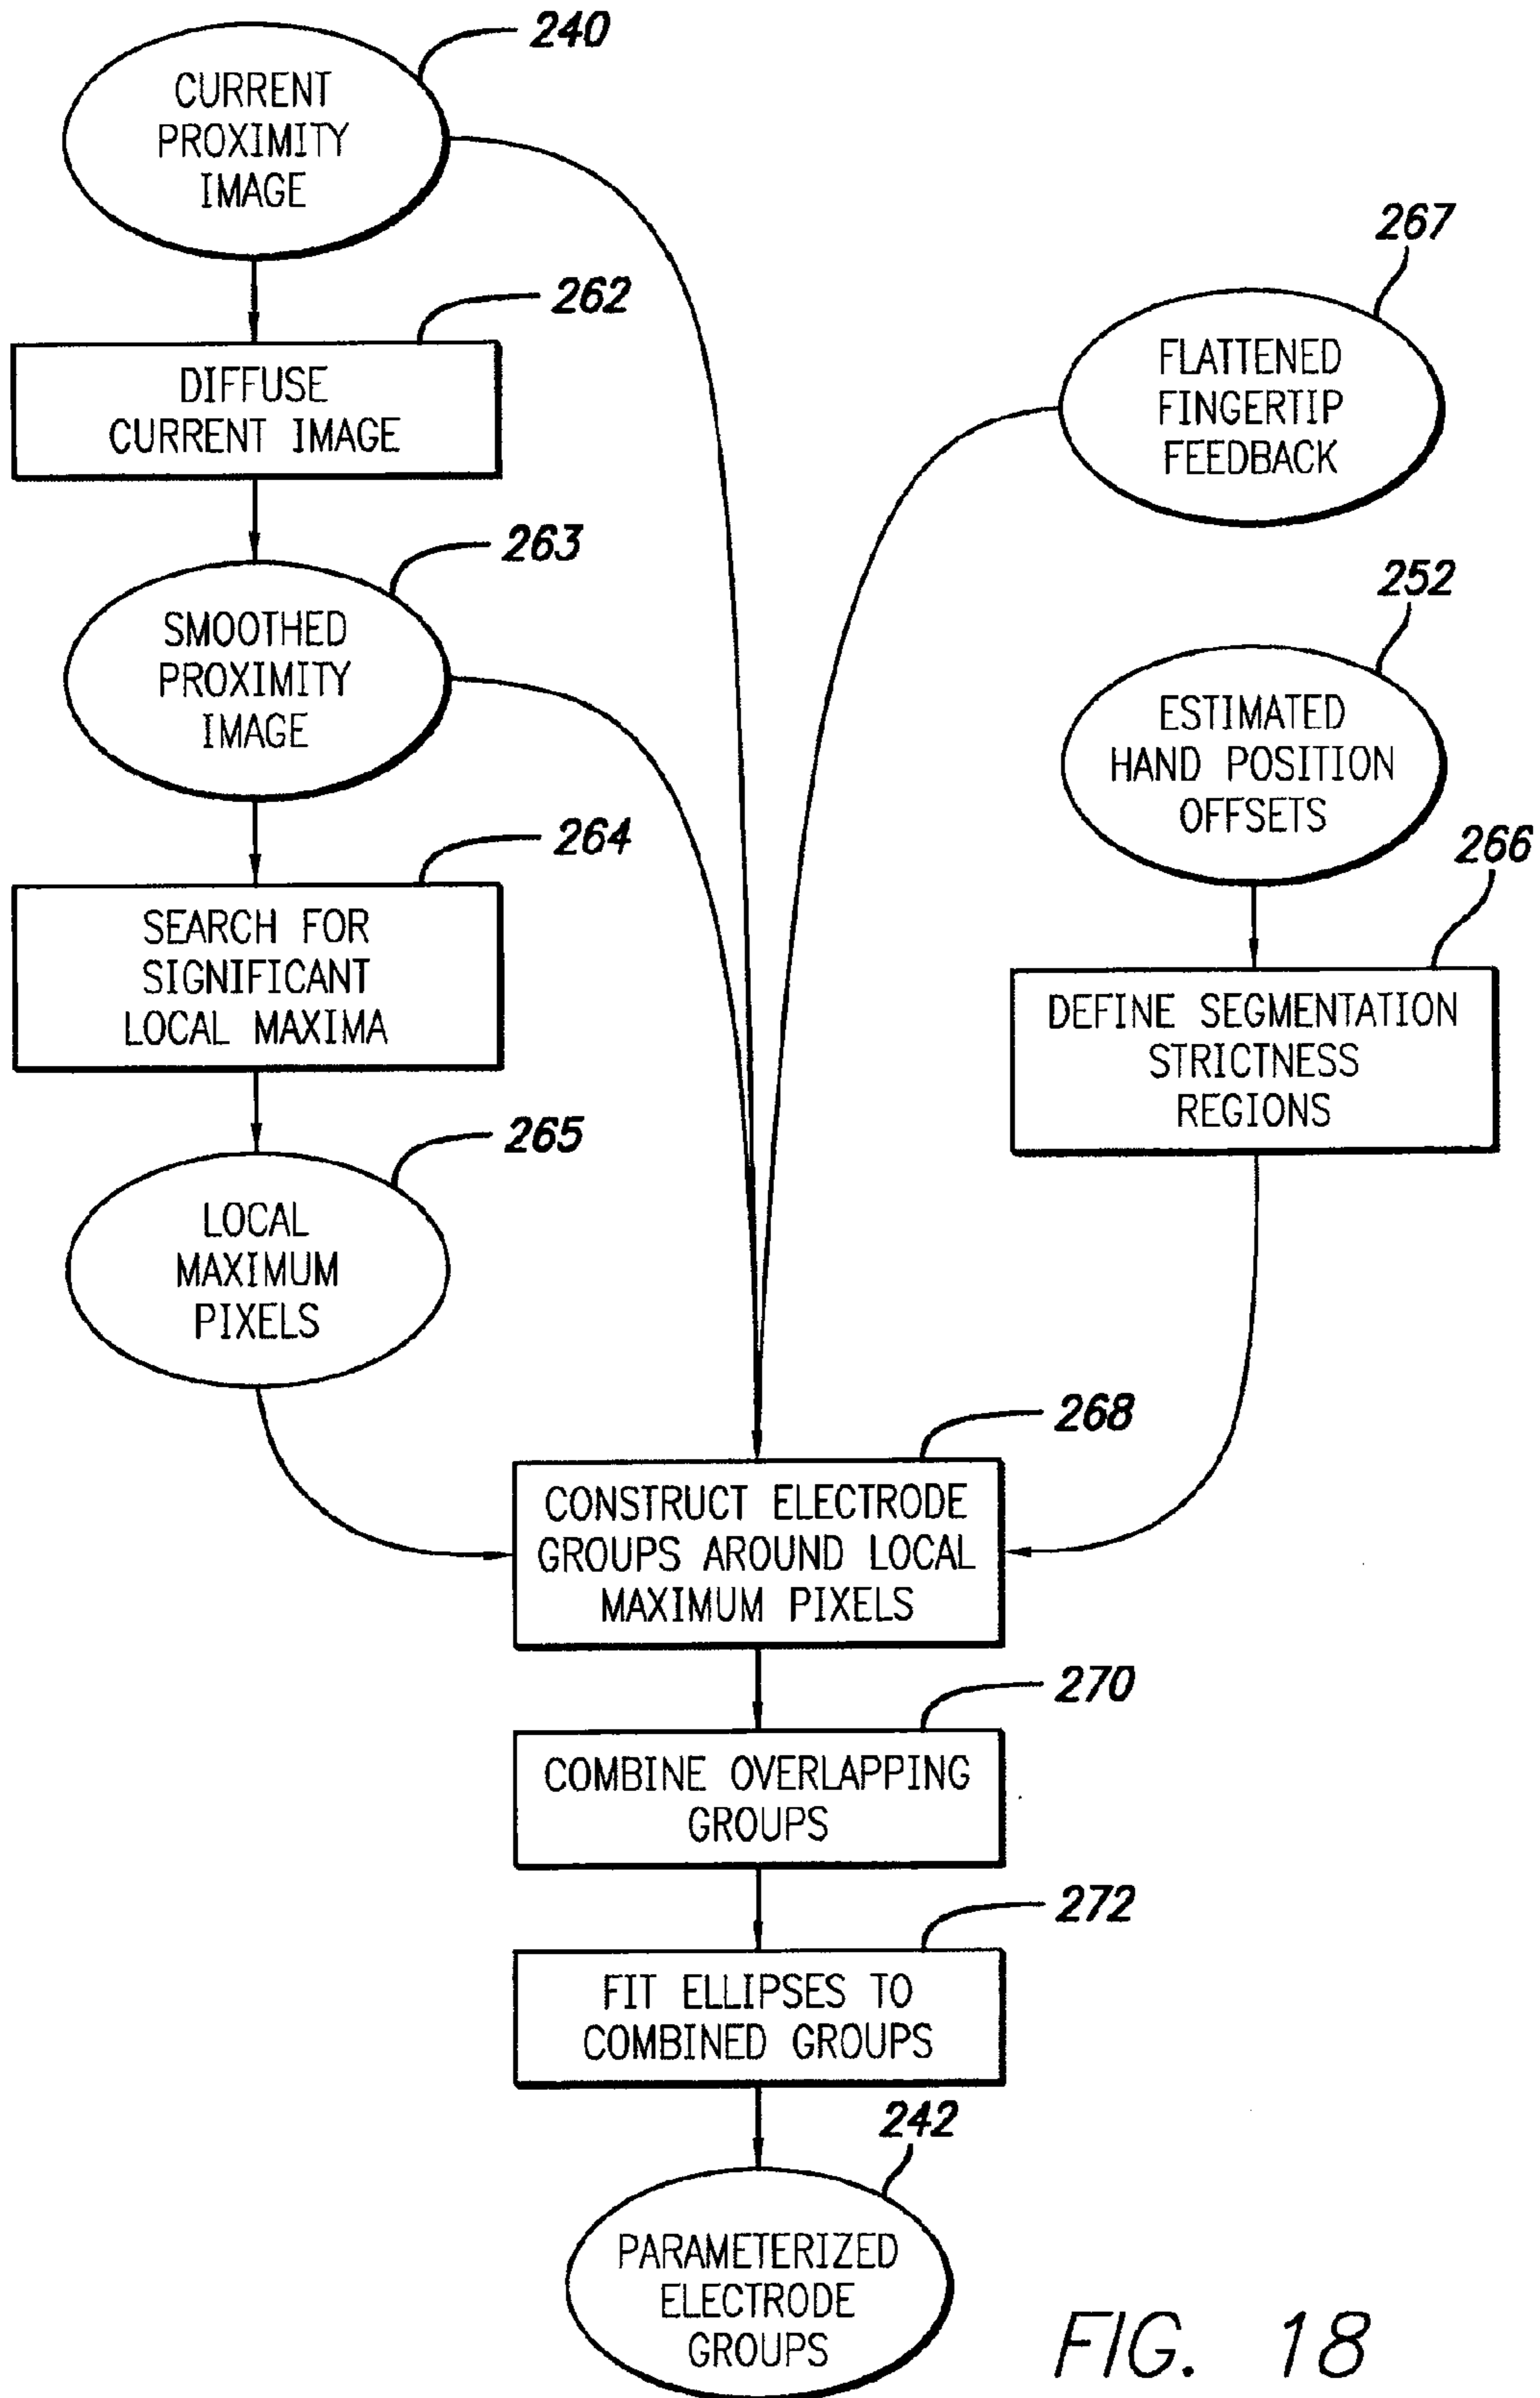 240
CURRENT
PROXIMITY
IMAGE
262
DIFFUSE
CURRENT IMAGE
263
SMOOTHED
PROXIMITY
IMAGE
264
SEARCH FOR
SIGNIFICANT
LOCAL MAXIMA
265
LOCAL
MAXIMUM
PIXELS
267
FLATTENED
FINGERTIP
FEEDBACK
252
ESTIMATED
HAND POSITION
OFFSETS
266
DEFINE SEGMENTATION
STRICTNESS
REGIONS
268
CONSTRUCT ELECTRODE
GROUPS AROUND LOCAL
MAXIMUM PIXELS
270
COMBINE OVERLAPPING
GROUPS
272
FIT ELLIPSES TO
COMBINED GROUPS
242
PARAMETERIZED
ELECTRODE
GROUPS
FIG. 18